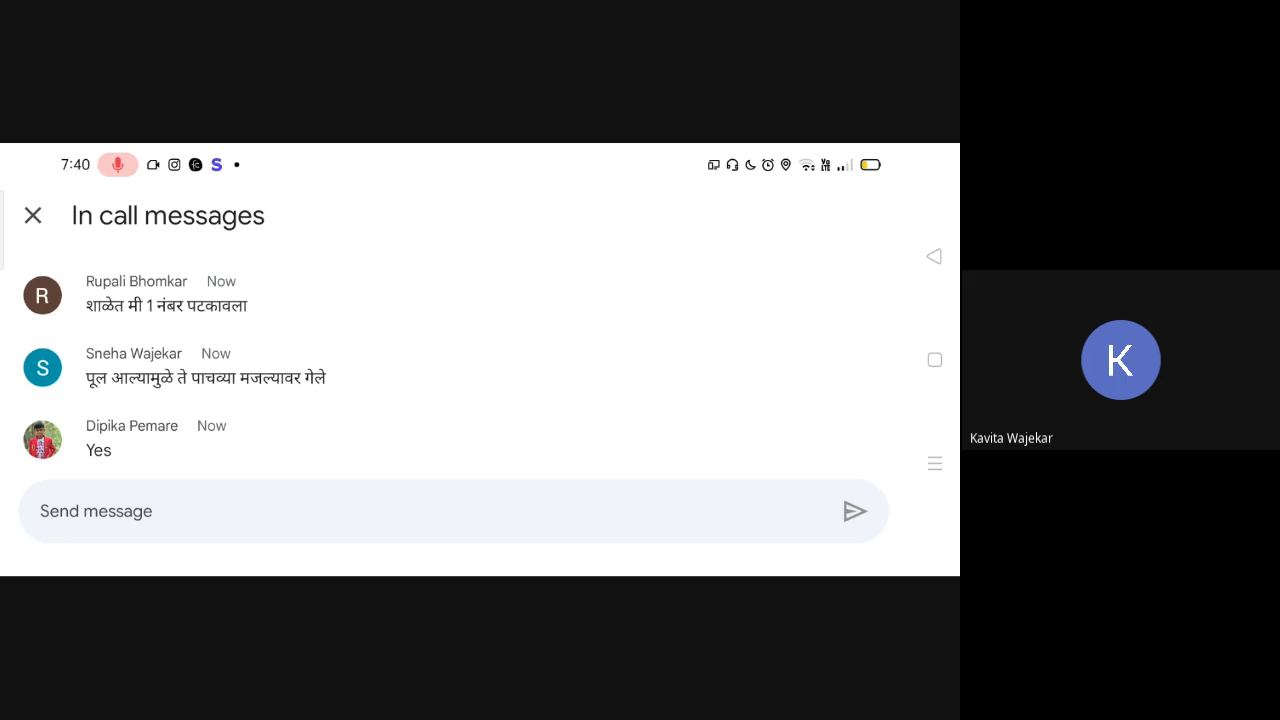 7:40
In call messages
R
Rupali Bhomkar Now
शाळेत मी 1 नंबर पटकावला
S
Sneha Wajekar Now
पूल आल्यामुळे ते पाचव्या मजल्यावर गेले
Dipika Pemare Now
Yes
Send message
K
Kavita Wajekar